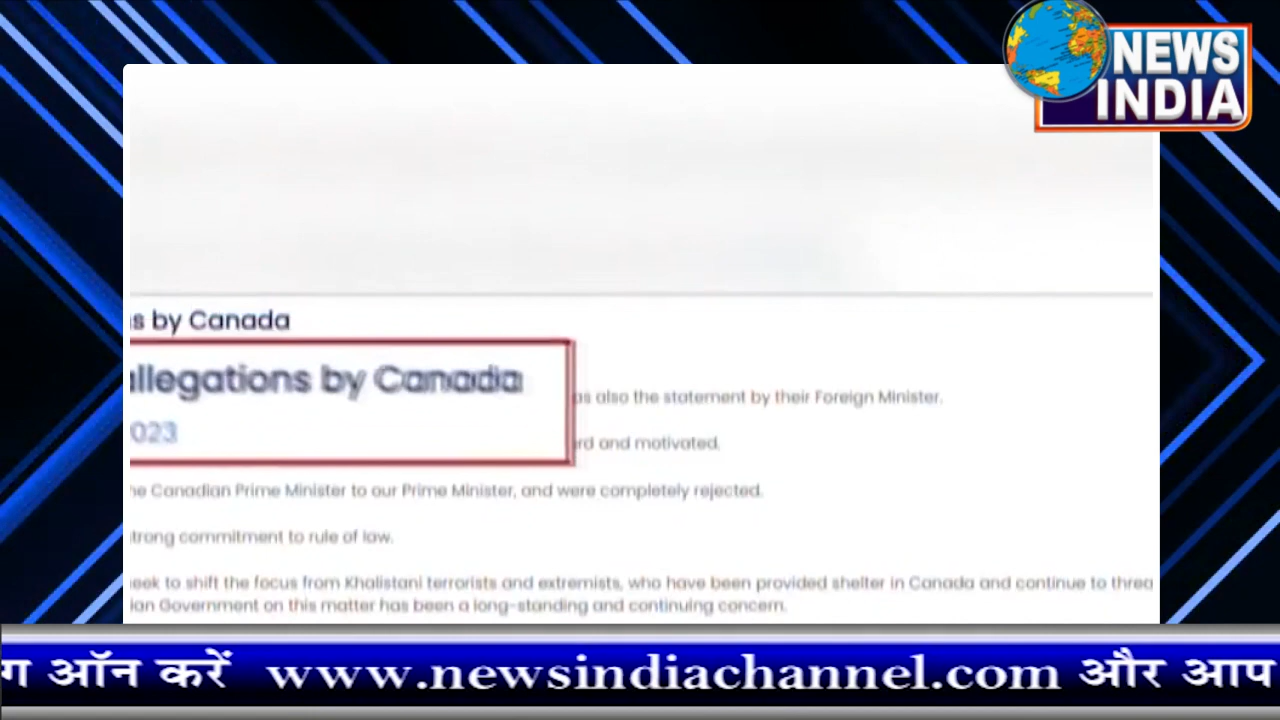 NEWS
INDIA
s by Canada
allegations by Canada
as also the statement by their Foreign Minister.
2023
rd and motivated.
he Canadian Prime Minister to our Prime Minister, and were completely rejected.
trong commitment to rule of law.
eek to shift the focus from Khalistani terrorists and extremists, who have been provided shelter in Canada and continue to threa
ian Government on this matter has been a long-standing and continuing concern.
ग ऑन करें www.newsindiachannel.com और आप